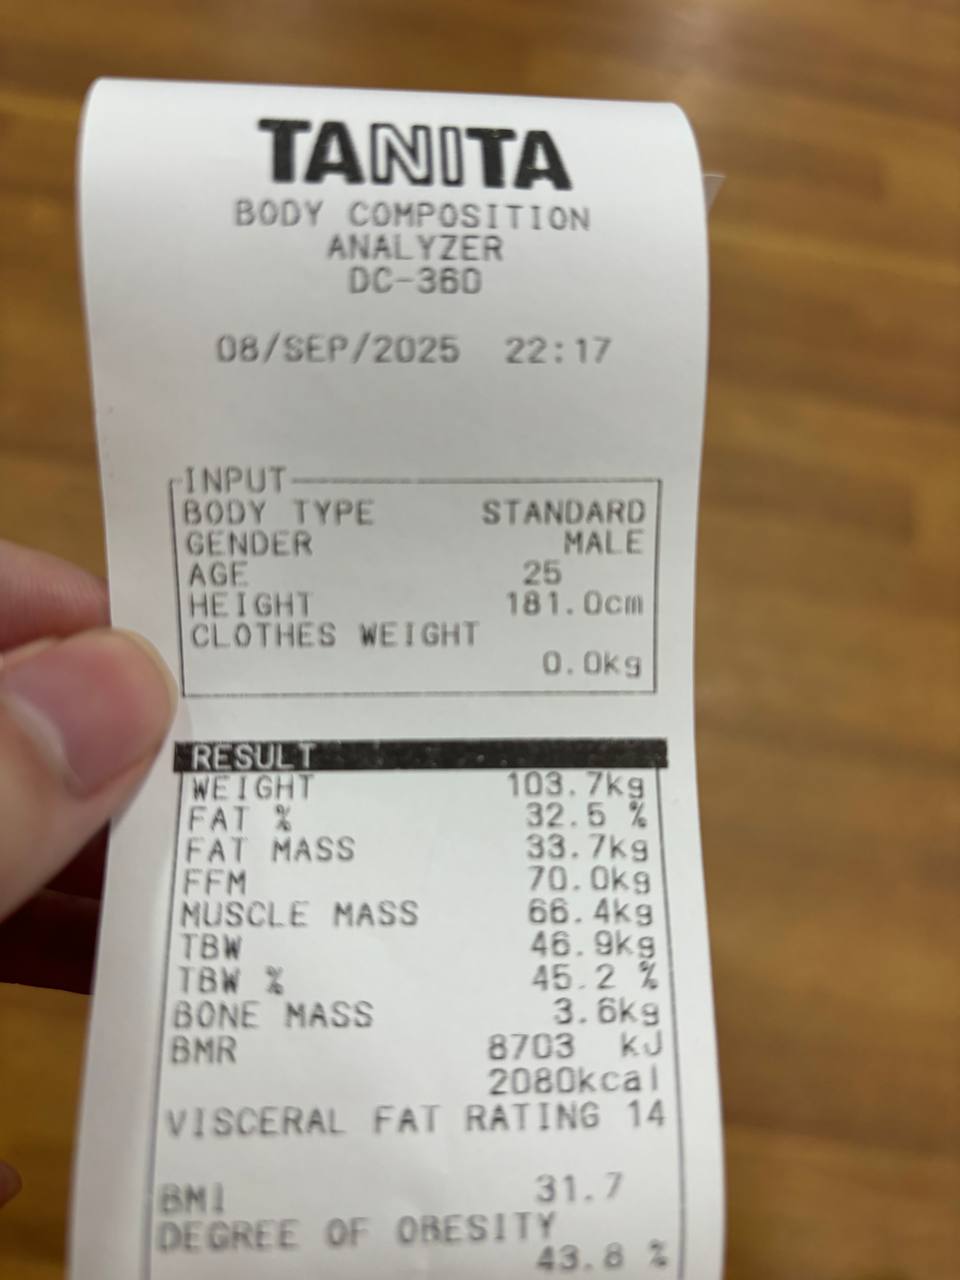 TANITA
BODY COMPOSITION
ANALYZER
DC-360
08/SEP/2025 22:17
INPUT
BODY TYPE STANDARD
GENDER MALE
AGE 25
HEIGHT 181.0cm
CLOTHES WEIGHT
0.0kg
RESULT
WEIGHT 103.7kg
FAT % 32.5 %
FAT MASS 33.7kg
FFM 70.0kg
MUSCLE MASS 66.4kg
TBW 46.9kg
TBW % 45.2 %
BONE MASS 3.6kg
BMR 8703 kJ
2080kcal
VISCERAL FAT RATING 14
BMI 31.7
DEGREE OF OBESITY
43.8 %